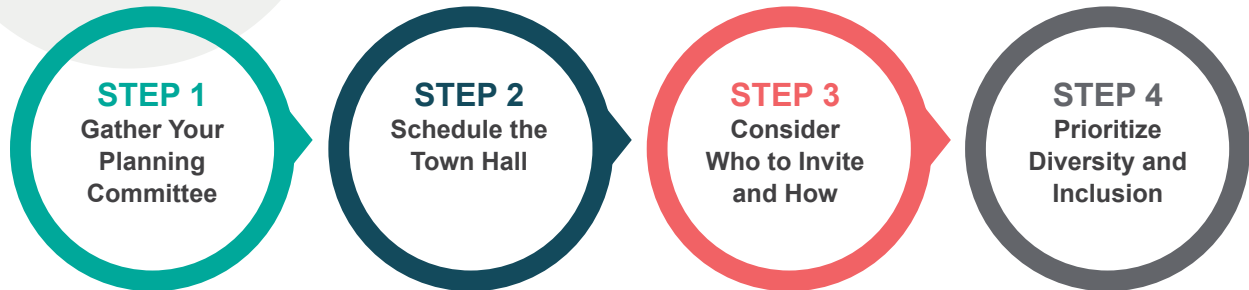 STEP 1
Gather Your
Planning
Committee
STEP 2
Schedule the
Town Hall
STEP 3
Consider
Who to Invite
and How
STEP 4
Prioritize
Diversity and
Inclusion